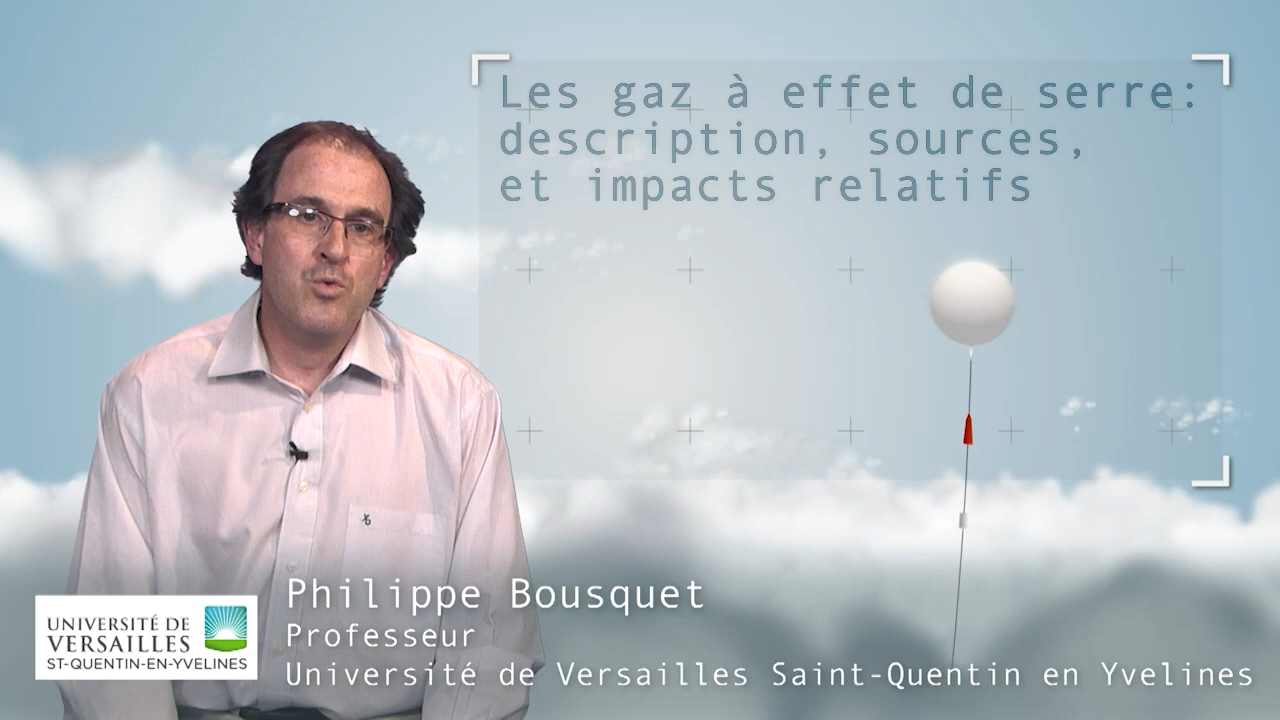 Les gaz à effet de serre:
description, sources,
et impacts relatifs
Philippe Bousquet
Professeur
Université de Versailles Saint-Quentin en Yvelines
UNIVERSITÉ DE
VERSAILLES
ST-QUENTIN-EN-YVELINES